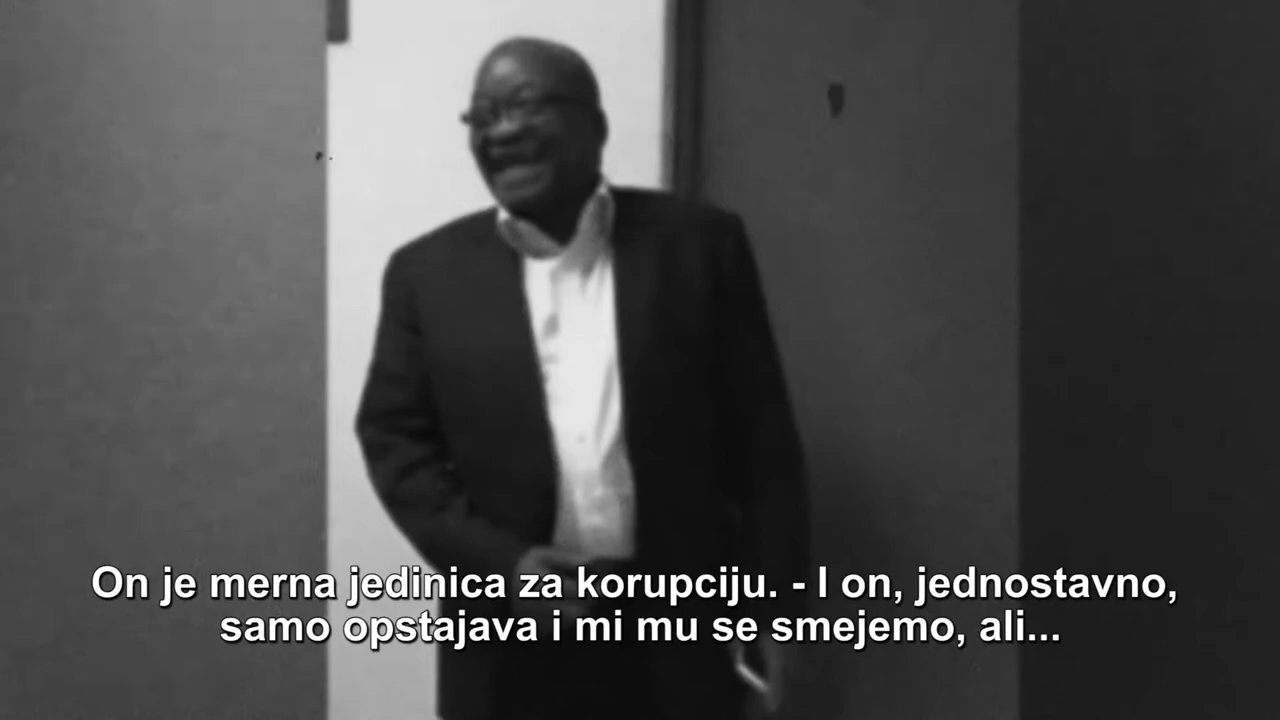 On je merna jedinica za korupciju. - I on, jednostavno,
samo opstajava i mi mu se smejemo, ali...